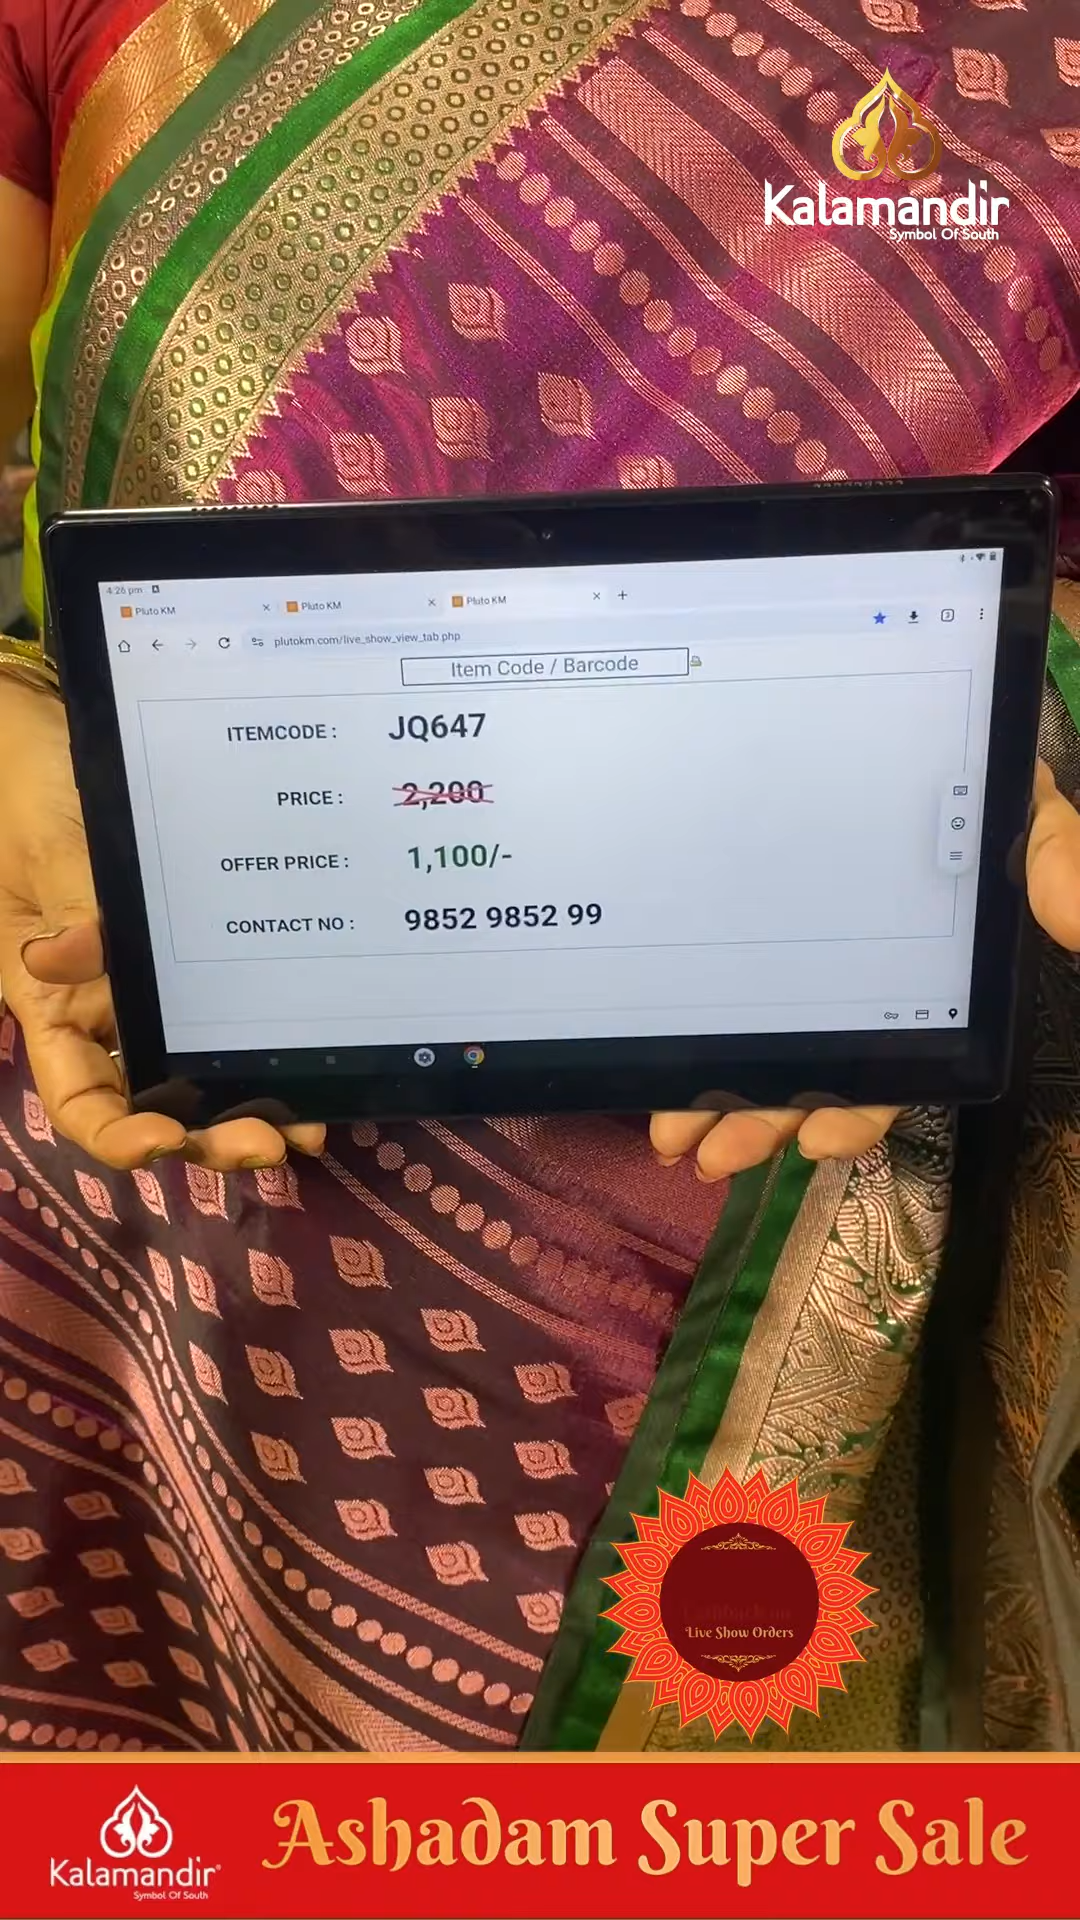 Kalamandir
Symbol Of South
4:26 pm
Pluto KM
Pluto KM
Pluto KM
plutokm.com/live_show_view_tab.php
Item Code / Barcode
ITEMCODE : JQ647
PRICE : 2,200
OFFER PRICE : 1,100/-
CONTACT NO : 9852 9852 99
Live Show Orders
Kalamandir
Symbol Of South
Ashadam Super Sale